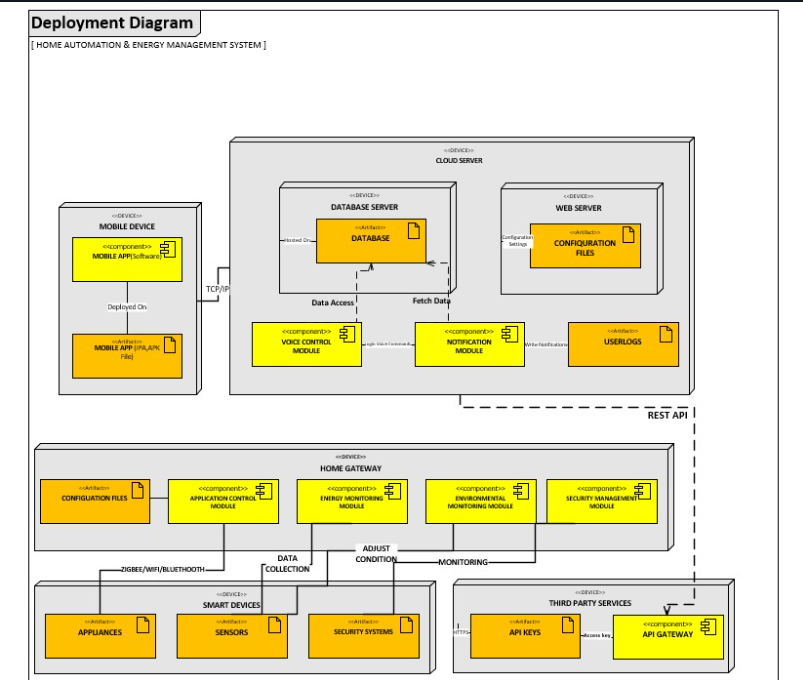 Deployment Diagram
[ HOME AUTOMATION & ENERGY MANAGEMENT SYSTEM ]
<<DEVICE>>
CLOUD SERVER
<<DEVICE>>
DATABASE SERVER
<<Artifact>>
DATABASE
Hosted On
<<DEVICE>>
WEB SERVER
<<Artifact>>
CONFIQURATION
FILES
Configuration
Settings
<<DEVICE>>
MOBILE DEVICE
<<component>>
MOBILE APP(Software)
Deployed On
<<Artifact>>
MOBILE APP (IPA,APK
File)
TCP/IP
Data Access
Fetch Data
<<component>>
VOICE CONTROL
MODULE
Voice Commands
<<component>>
NOTIFICATION
MODULE
Write Notifications
<<Artifact>>
USERLOGS
REST API
<<DEVICE>>
HOME GATEWAY
<<Artifact>>
CONFIGUATION FILES
<<component>>
APPLICATION CONTROL
MODULE
<<component>>
ENERGY MONITORING
MODULE
<<component>>
ENVIRONMENTAL
MONITORING MODULE
<<component>>
SECURITY MANAGEMENT
MODULE
ZIGBEE/WIFI/BLUETHOOTH
DATA
COLLECTION
ADJUST
CONDITION
MONITORING
<<DEVICE>>
SMART DEVICES
<<Artifact>>
APPLIANCES
<<Artifact>>
SENSORS
<<Artifact>>
SECURITY SYSTEMS
<<DEVICE>>
THIRD PARTY SERVICES
HTTPS
<<Artifact>>
API KEYS
Access key
<<component>>
API GATEWAY